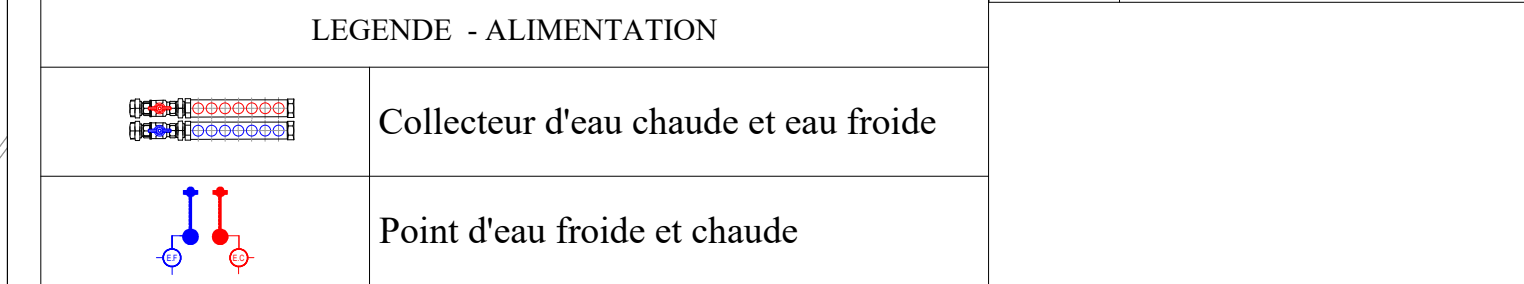 LEGENDE - ALIMENTATION
Collecteur d'eau chaude et eau froide
Point d'eau froide et chaude
E.F
E.C